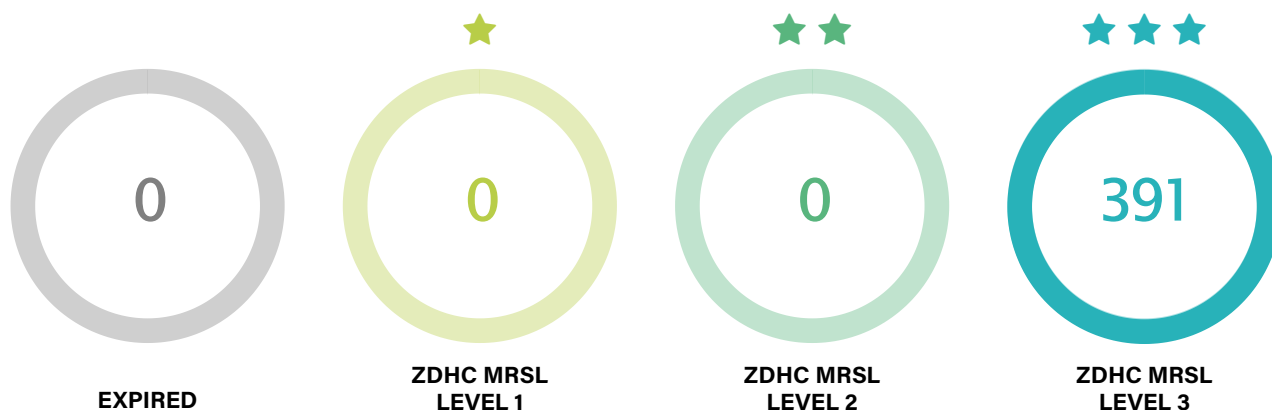 0
0
0
391
EXPIRED
ZDHC MRSL
LEVEL 1
ZDHC MRSL
LEVEL 2
ZDHC MRSL
LEVEL 3